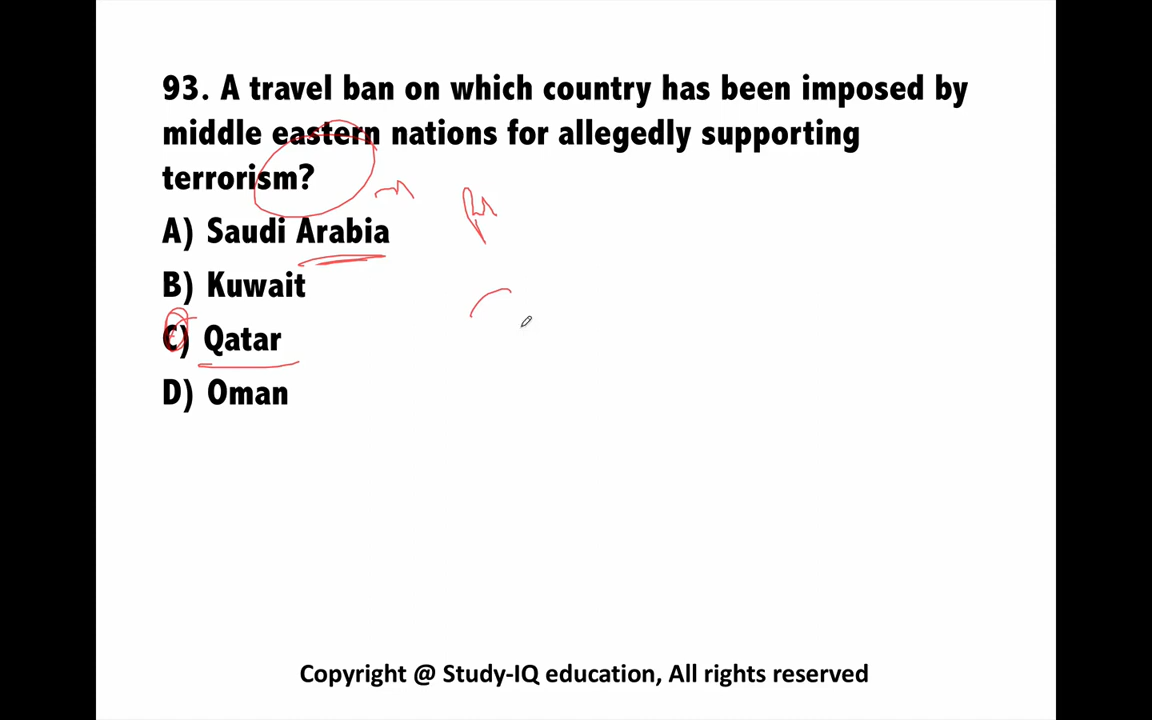 93. A travel ban on which country has been imposed by
middle eastern nations for allegedly supporting
terrorism?
A) Saudi Arabia
B) Kuwait
C) Qatar
D) Oman
Copyright @ Study-IQ education, All rights reserved